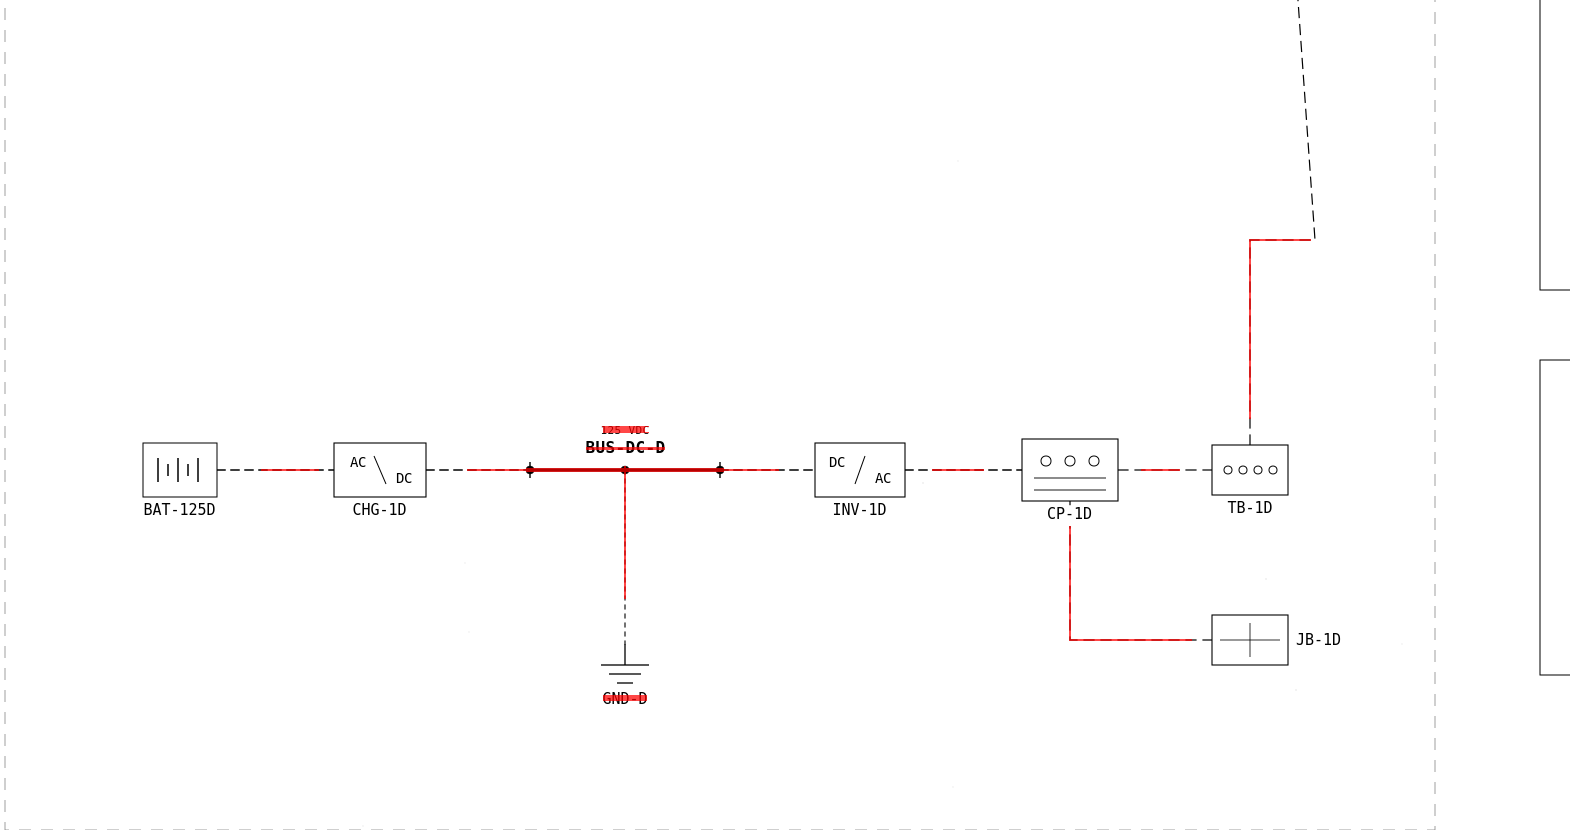 125 VDC
BUS-DC-D
AC
DC
DC
AC
BAT-125D
CHG-1D
INV-1D
CP-1D
TB-1D
JB-1D
GND-D